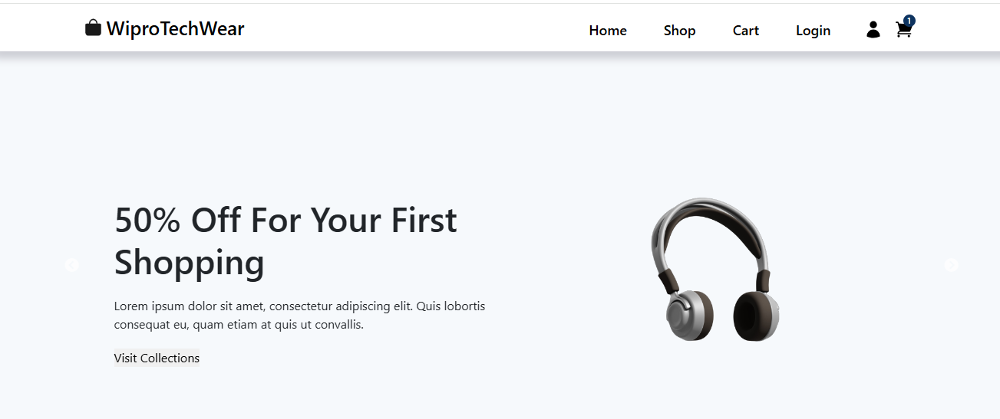 WiproTechWear
Home Shop Cart Login 1
50% Off For Your First
Shopping
Lorem ipsum dolor sit amet, consectetur adipiscing elit. Quis lobortis
consequat eu, quam etiam at quis ut convallis.
Visit Collections